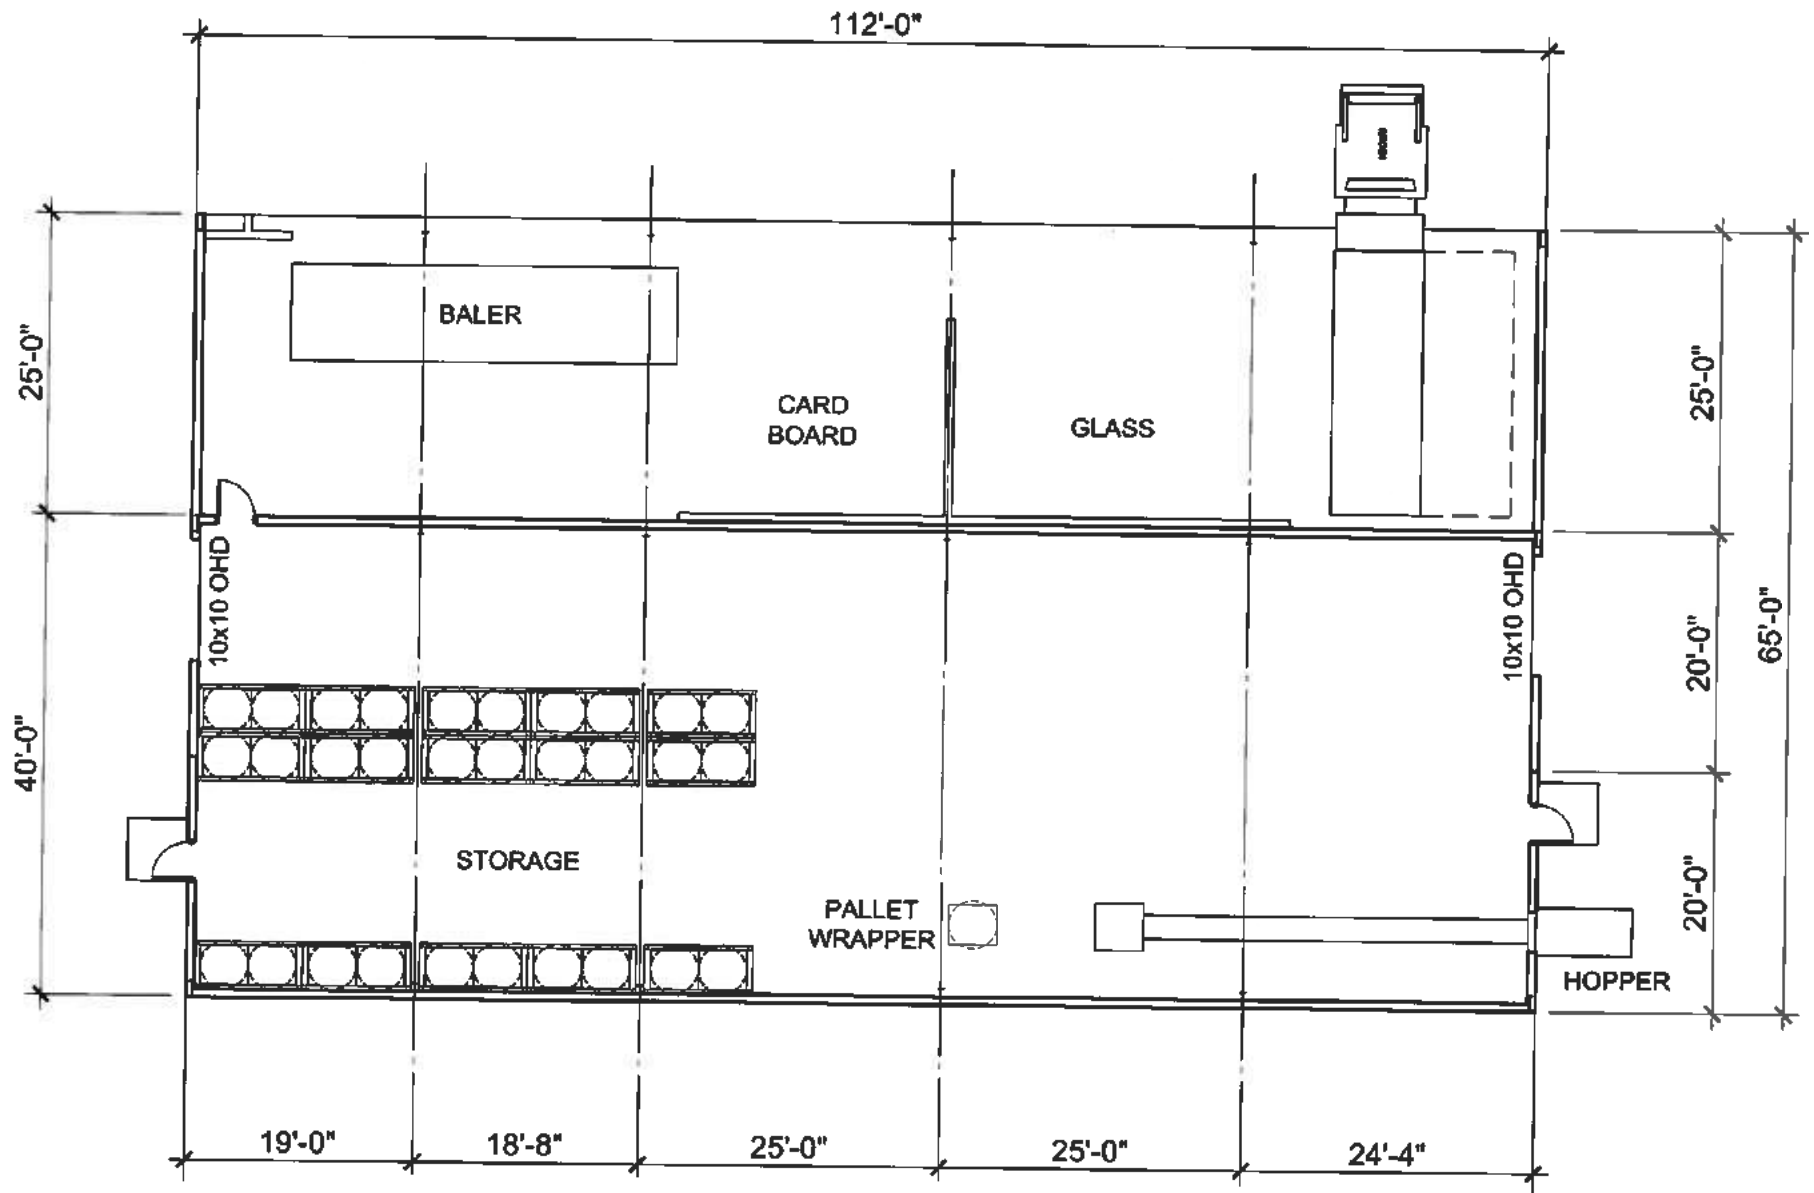 112'-0"
25'-0"
BALER
CARD
BOARD
GLASS
25'-0"
10x10 OHD
10x10 OHD
20'-0"
65'-0"
40'-0"
STORAGE
PALLET
WRAPPER
20'-0"
HOPPER
19'-0"
18'-8"
25'-0"
25'-0"
24'-4"